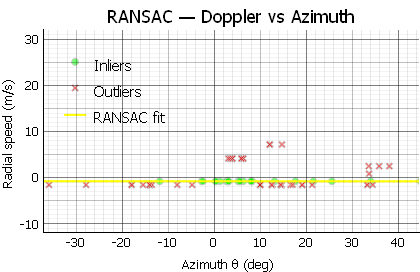 RANSAC — Doppler vs Azimuth
30
20
10
0
-10
Radial speed (m/s)
Inliers
Outliers
RANSAC fit
-30 -20 -10 0 10 20 30 40
Azimuth θ (deg)